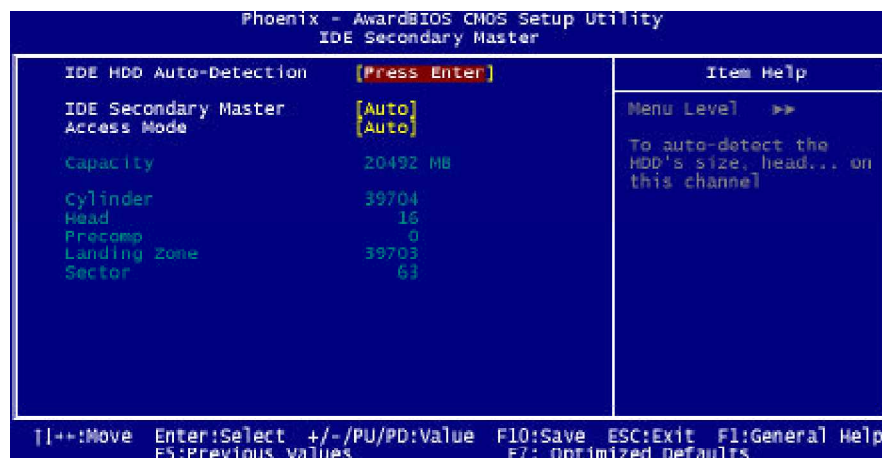 Phoenix - AwardBIOS CMOS Setup Utility
IDE Secondary Master
IDE HDD Auto-Detection [Press Enter]
IDE Secondary Master [Auto]
Access Mode [Auto]
Capacity 20492 MB
Cylinder 39704
Head 16
Precomp 0
Landing Zone 39703
Sector 63
Item Help
Menu Level ▶▶
To auto-detect the
HDD's size, head... on
this channel
↑↓→←:Move Enter:Select +/-/PU/PD:Value F10:Save ESC:Exit F1:General Help
F5:Previous Values F7: Optimized Defaults